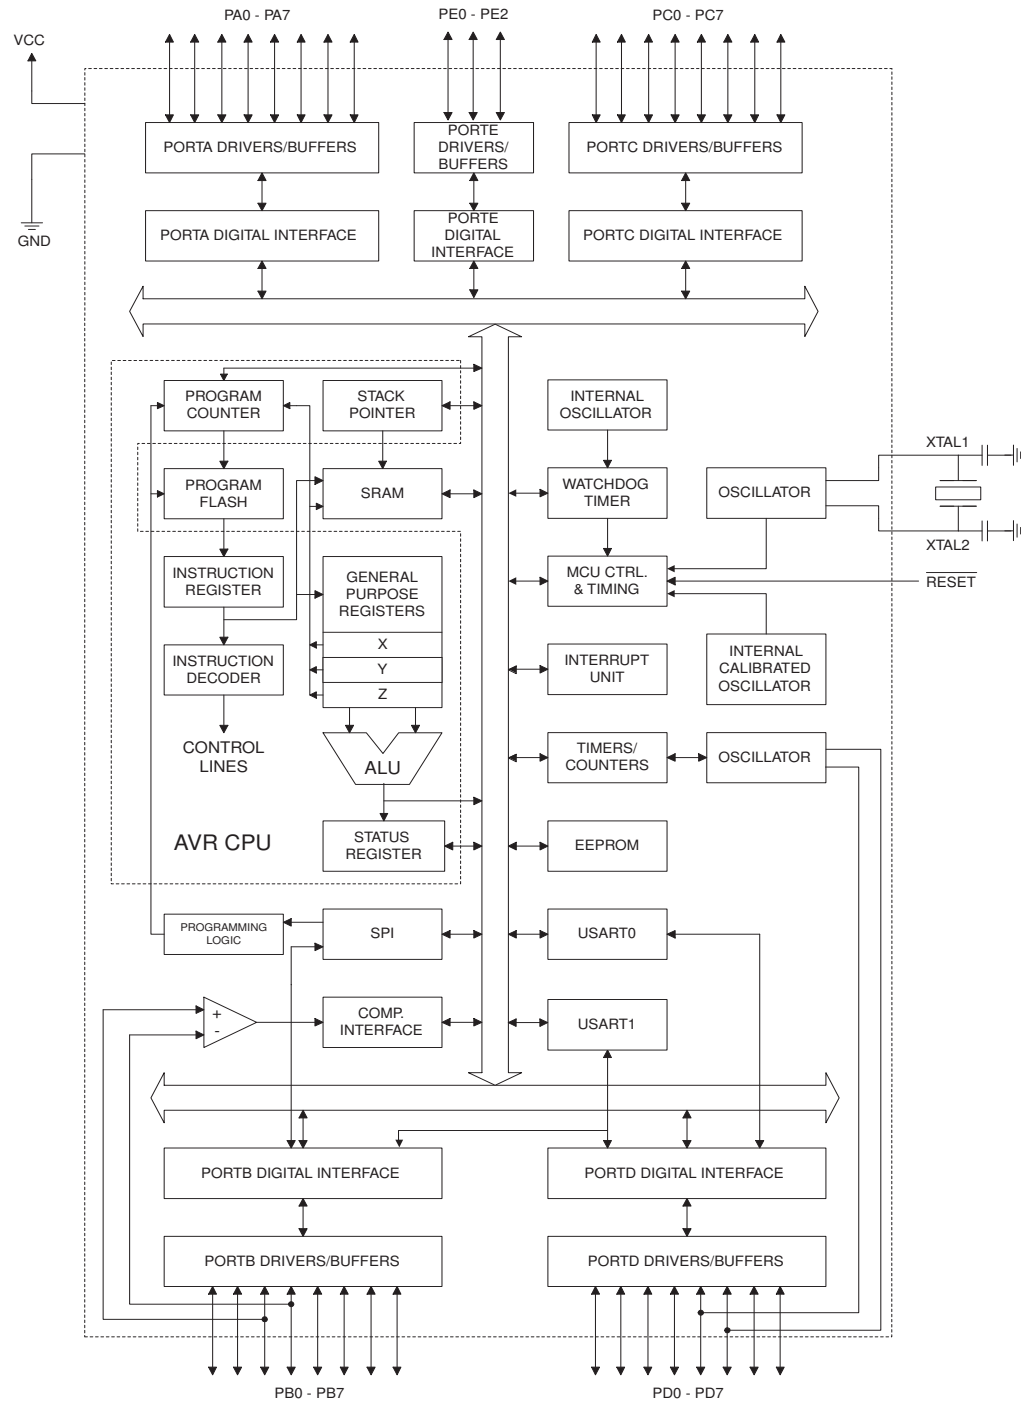 PA0 - PA7
PE0 - PE2
PC0 - PC7
VCC
GND
PORTA DRIVERS/BUFFERS
PORTE
DRIVERS/
BUFFERS
PORTC DRIVERS/BUFFERS
PORTA DIGITAL INTERFACE
PORTE
DIGITAL
INTERFACE
PORTC DIGITAL INTERFACE
PROGRAM
COUNTER
STACK
POINTER
INTERNAL
OSCILLATOR
PROGRAM
FLASH
SRAM
WATCHDOG
TIMER
OSCILLATOR
XTAL1
XTAL2
INSTRUCTION
REGISTER
GENERAL
PURPOSE
REGISTERS
X
Y
Z
MCU CTRL.
& TIMING
RESET
INSTRUCTION
DECODER
INTERRUPT
UNIT
INTERNAL
CALIBRATED
OSCILLATOR
CONTROL
LINES
ALU
TIMERS/
COUNTERS
OSCILLATOR
AVR CPU
STATUS
REGISTER
EEPROM
PROGRAMMING
LOGIC
SPI
USART0
+
-
COMP.
INTERFACE
USART1
PORTB DIGITAL INTERFACE
PORTD DIGITAL INTERFACE
PORTB DRIVERS/BUFFERS
PORTD DRIVERS/BUFFERS
PB0 - PB7
PD0 - PD7